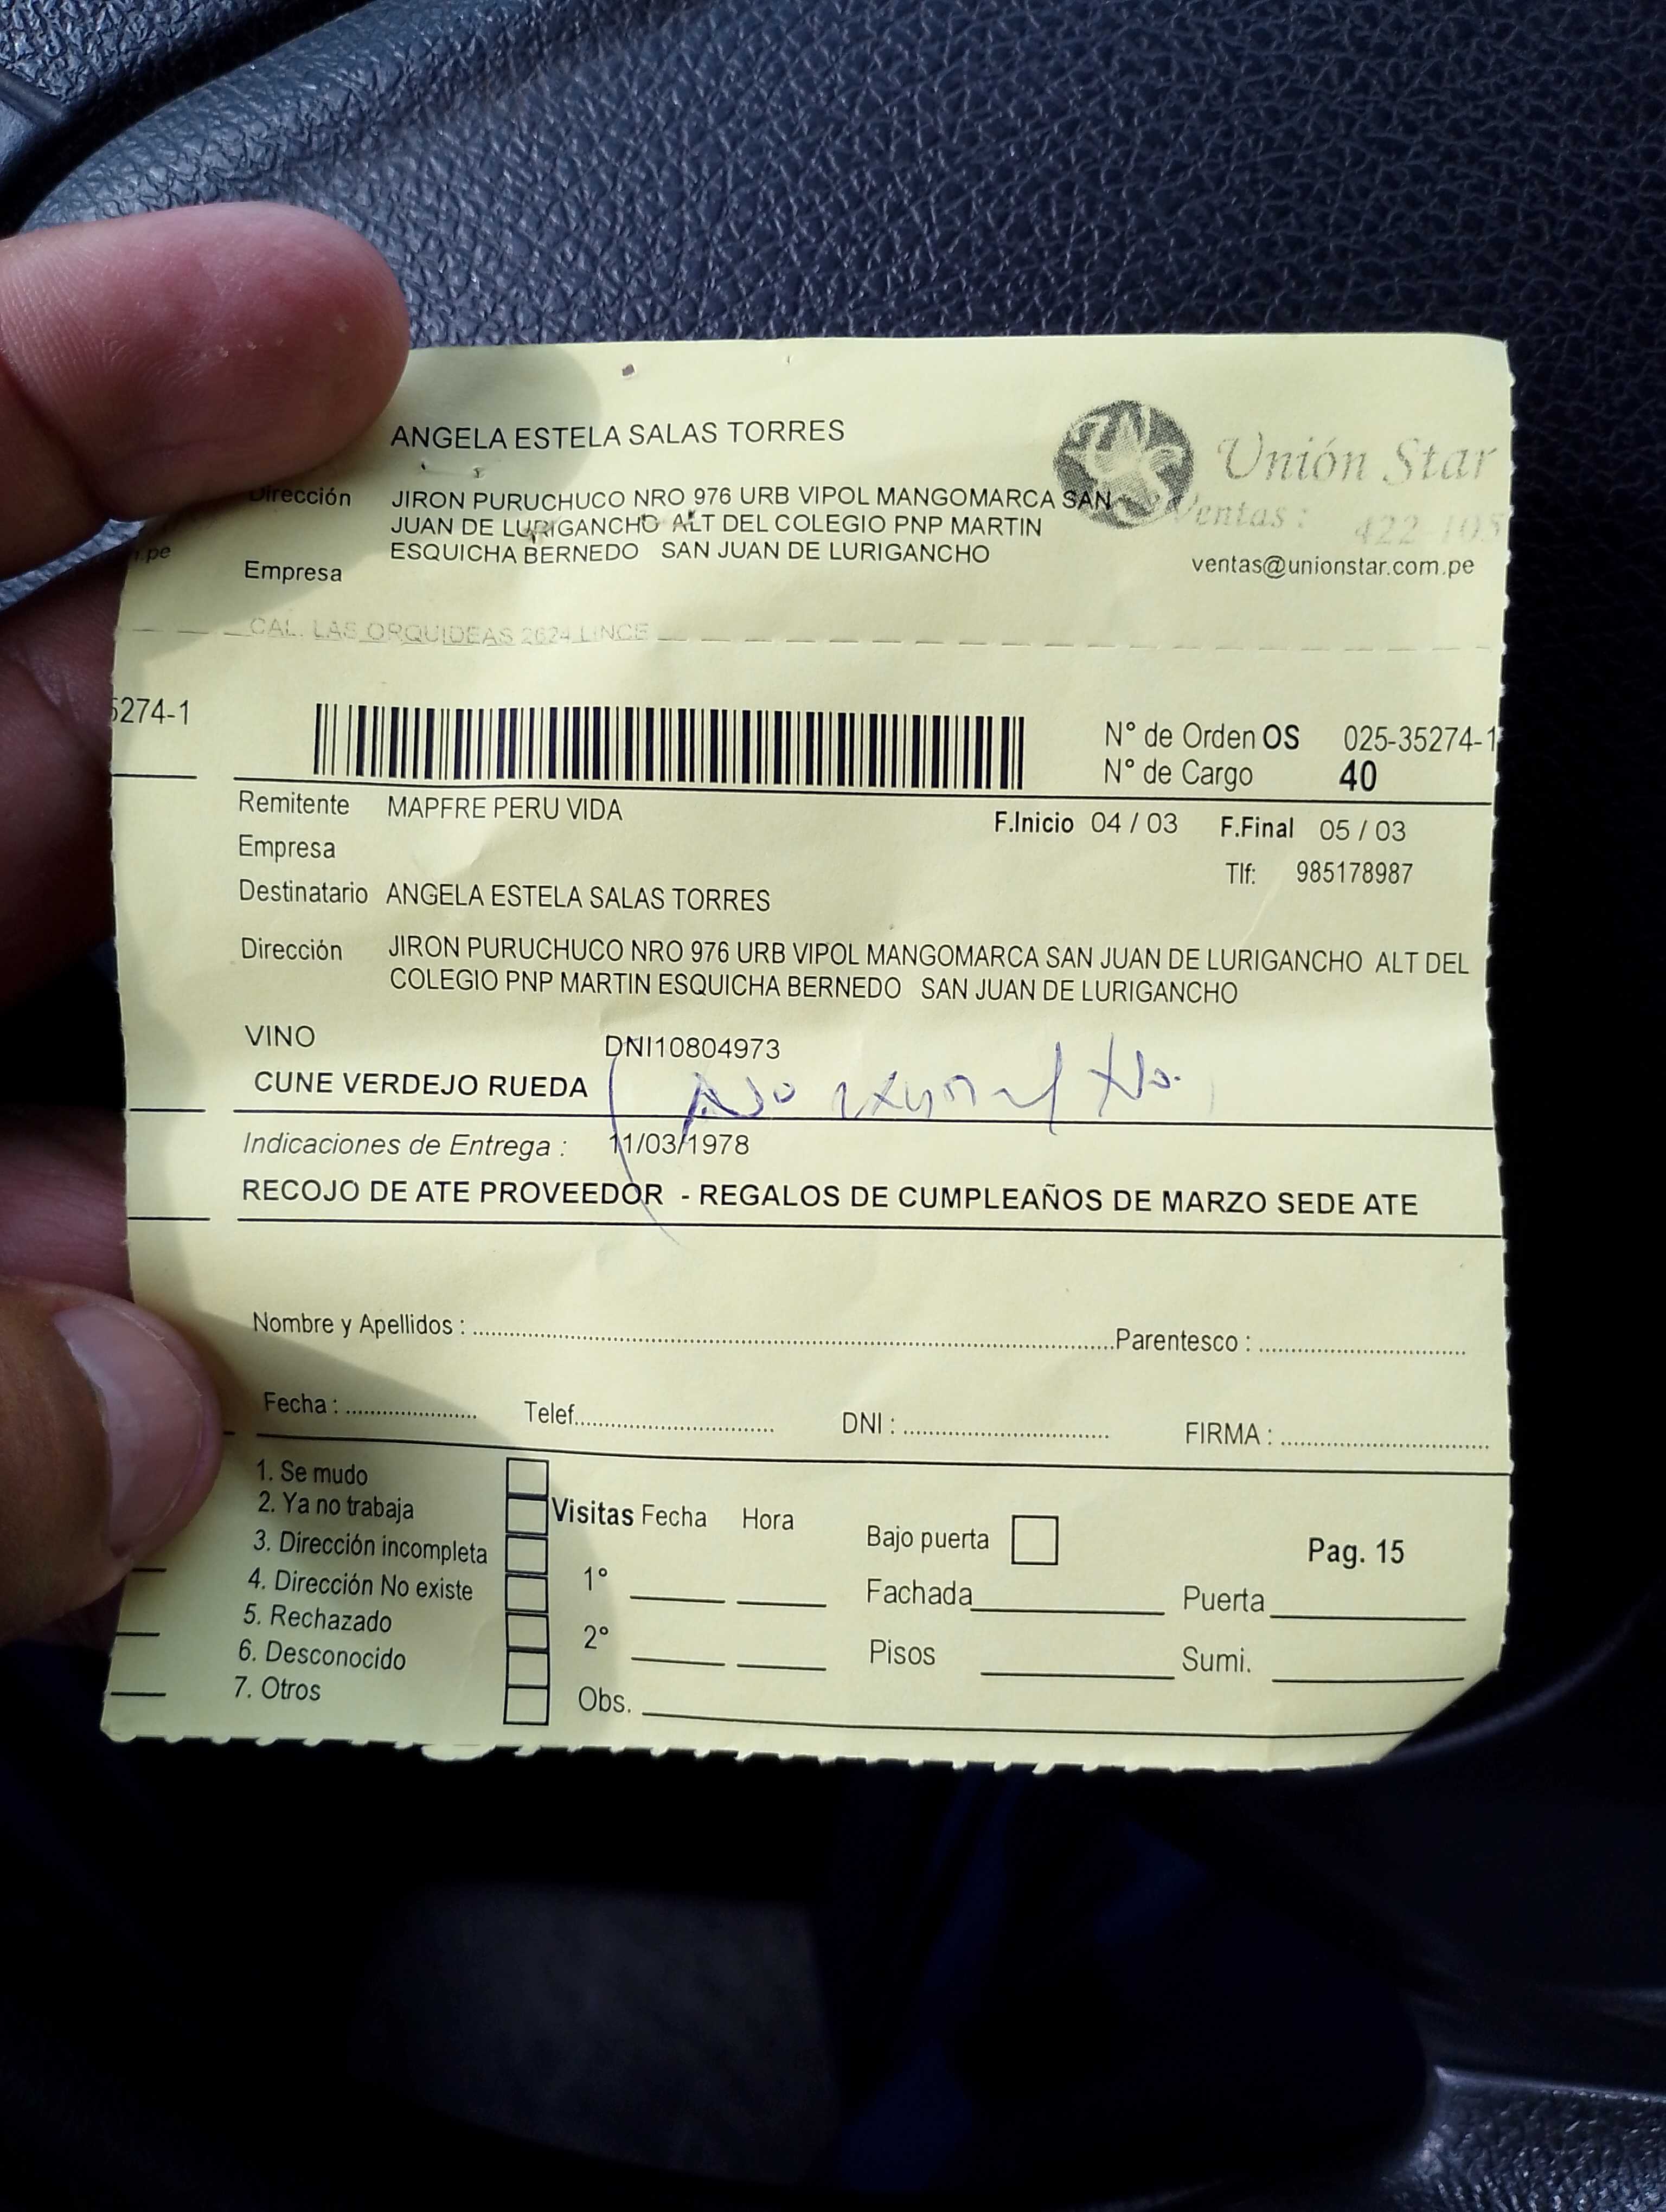 ANGELA ESTELA SALAS TORRES
Unión Star
Dirección JIRON PURUCHUCO NRO 976 URB VIPOL MANGOMARCA SAN
JUAN DE LURIGANCHO ALT DEL COLEGIO PNP MARTIN
ESQUICHA BERNEDO SAN JUAN DE LURIGANCHO
Ventas : 422-105
ventas@unionstar.com.pe
.pe
Empresa
CAL. LAS ORQUIDEAS 2624 LINCE
5274-1
N° de Orden OS 025-35274-1
N° de Cargo 40
Remitente MAPFRE PERU VIDA
F.Inicio 04 / 03 F.Final 05 / 03
Empresa
Tlf: 985178987
Destinatario ANGELA ESTELA SALAS TORRES
Dirección JIRON PURUCHUCO NRO 976 URB VIPOL MANGOMARCA SAN JUAN DE LURIGANCHO ALT DEL
COLEGIO PNP MARTIN ESQUICHA BERNEDO SAN JUAN DE LURIGANCHO
VINO DNI10804973
CUNE VERDEJO RUEDA
Indicaciones de Entrega : 11/03/1978
RECOJO DE ATE PROVEEDOR - REGALOS DE CUMPLEAÑOS DE MARZO SEDE ATE
Nombre y Apellidos : Parentesco :
Fecha : Telef. DNI : FIRMA :
1. Se mudo
2. Ya no trabaja
3. Dirección incompleta
4. Dirección No existe
5. Rechazado
6. Desconocido
7. Otros
Visitas Fecha Hora
1°
2°
Obs.
Bajo puerta
Pag. 15
Fachada Puerta
Pisos Sumi.